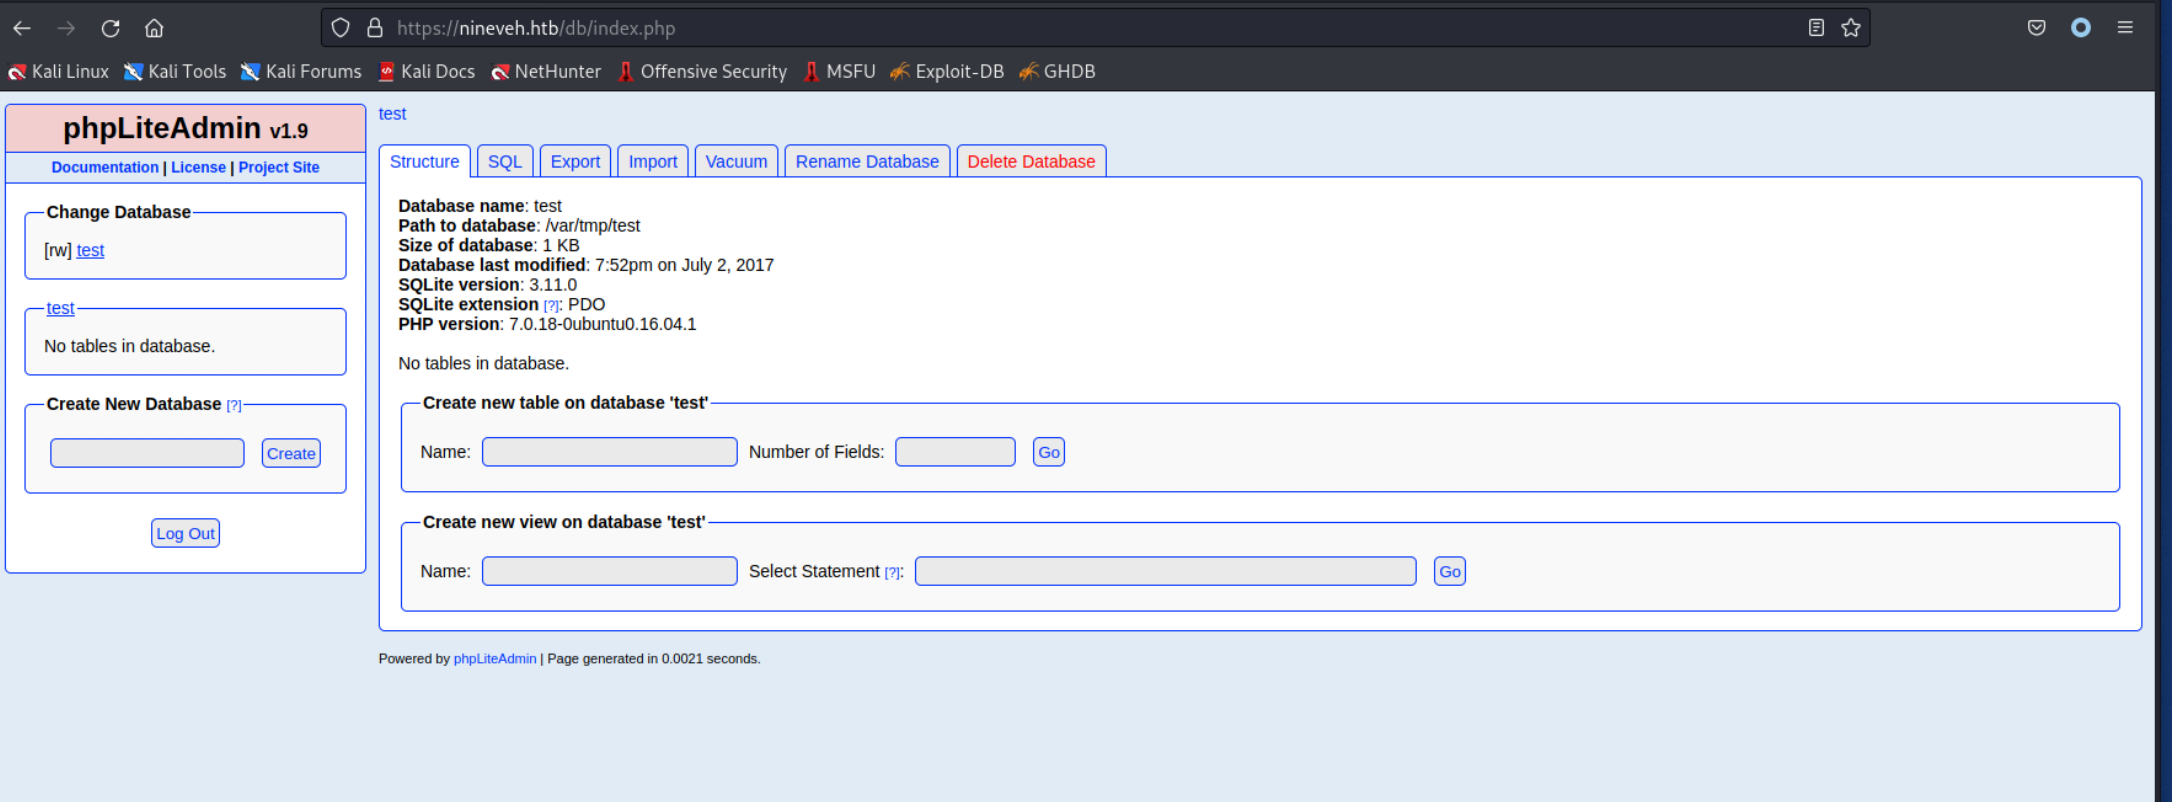 https://nineveh.htb/db/index.php
Kali Linux Kali Tools Kali Forums Kali Docs NetHunter Offensive Security MSFU Exploit-DB GHDB
phpLiteAdmin v1.9
Documentation | License | Project Site
Change Database
[rw] test
test
No tables in database.
Create New Database [?]
Create
Log Out
test
Structure SQL Export Import Vacuum Rename Database Delete Database
Database name: test
Path to database: /var/tmp/test
Size of database: 1 KB
Database last modified: 7:52pm on July 2, 2017
SQLite version: 3.11.0
SQLite extension [?]: PDO
PHP version: 7.0.18-0ubuntu0.16.04.1
No tables in database.
Create new table on database 'test'
Name: Number of Fields: Go
Create new view on database 'test'
Name: Select Statement [?]: Go
Powered by phpLiteAdmin | Page generated in 0.0021 seconds.